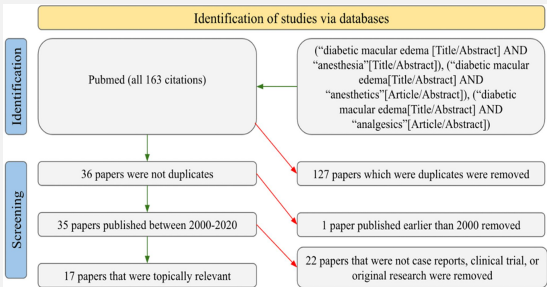 Identification of studies via databases
Identification
Pubmed (all 163 citations)
(“diabetic macular edema [Title/Abstract] AND
“anesthesia”[Title/Abstract]), (“diabetic macular
edema[Title/Abstract] AND
“anesthetics”[Article/Abstract]), (“diabetic
macular edema[Title/Abstract] AND
“analgesics”[Article/Abstract])
Screening
36 papers were not duplicates
127 papers which were duplicates were removed
35 papers published between 2000-2020
1 paper published earlier than 2000 removed
17 papers that were topically relevant
22 papers that were not case reports, clinical trial, or
original research were removed